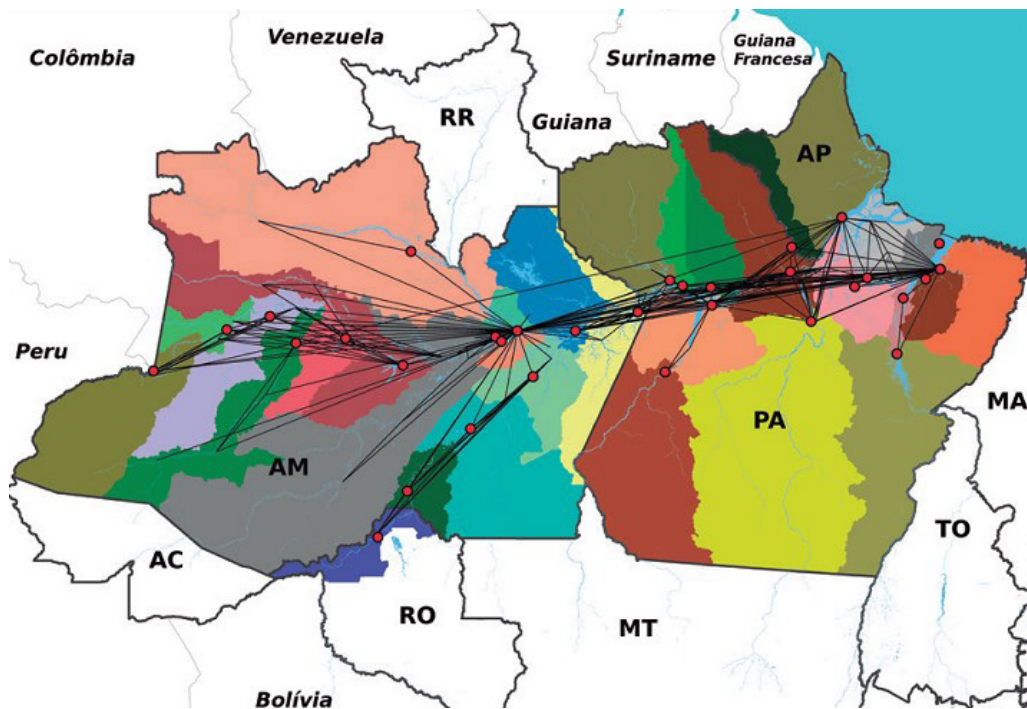 Venezuela
Colômbia
Suriname
Guiana
Francesa
RR
Guiana
AP
Peru
MA
PA
AM
TO
AC
RO
MT
Bolívia